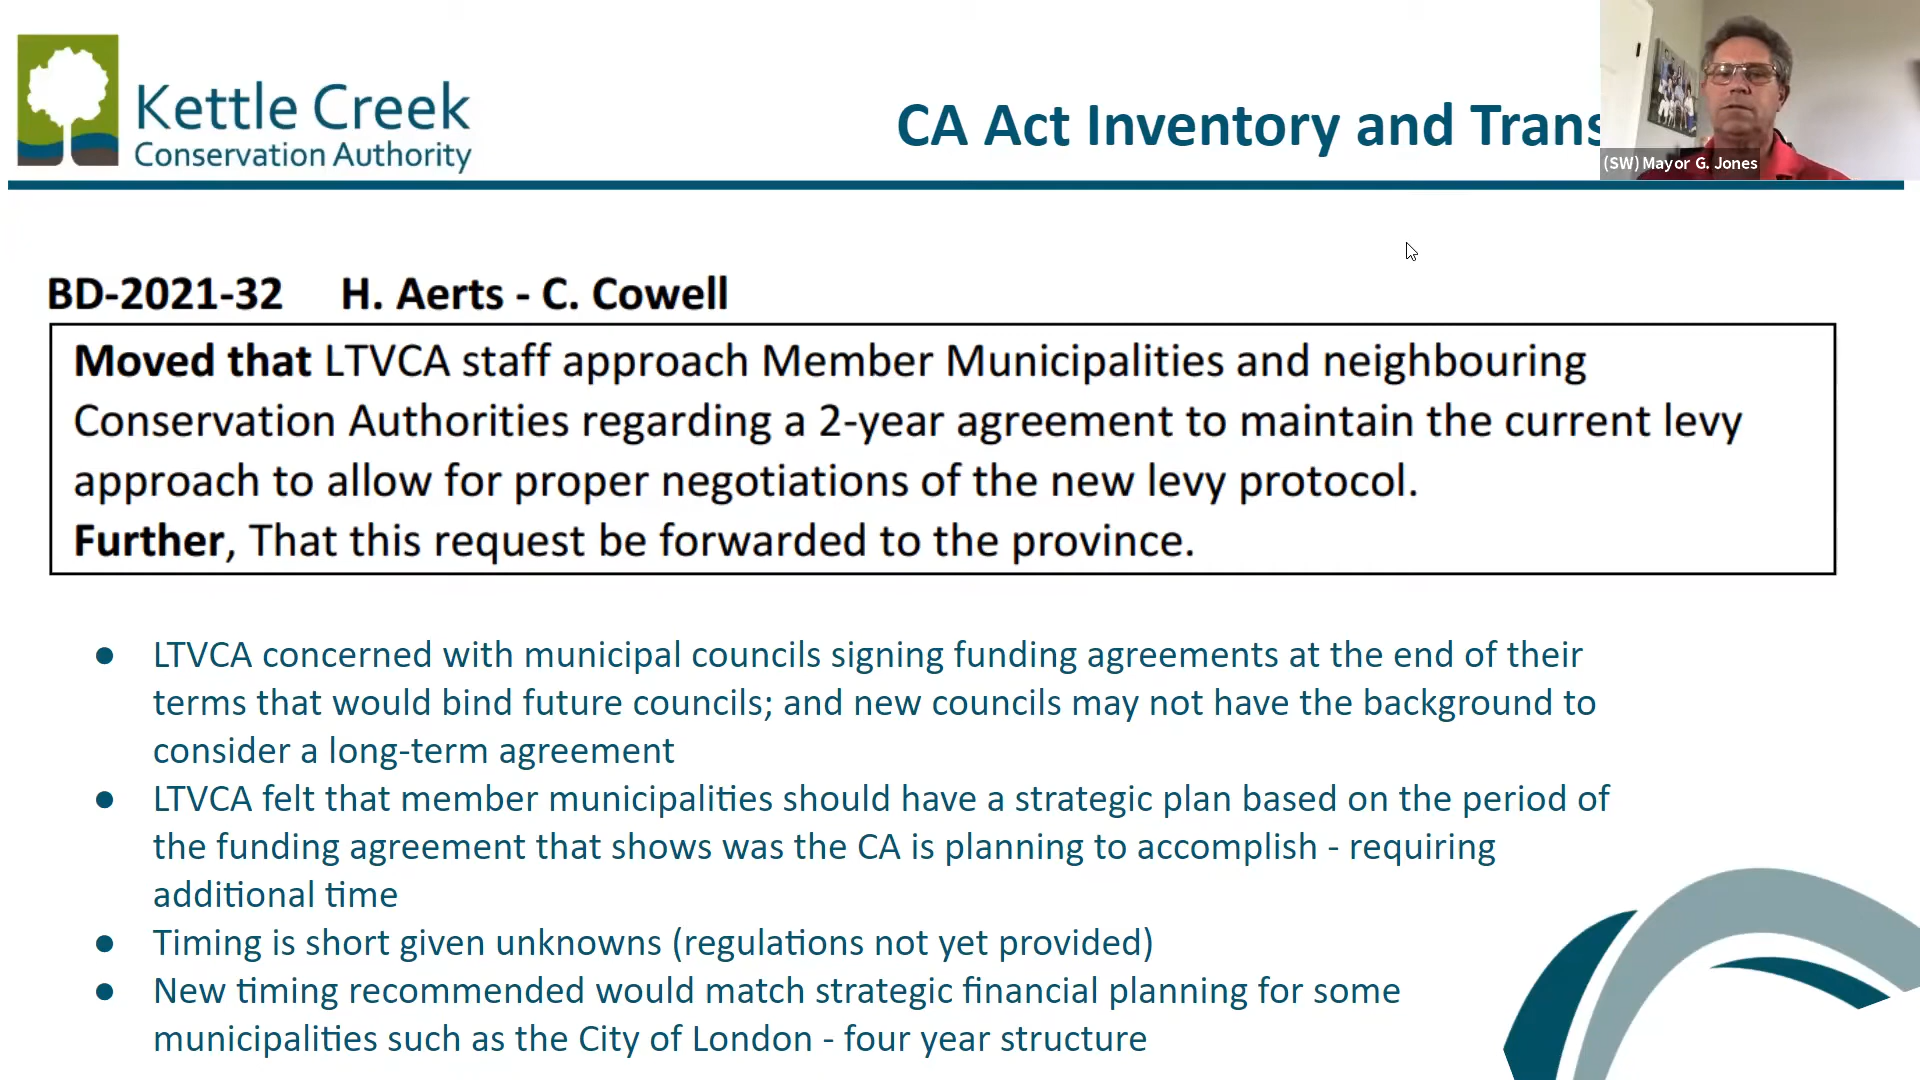 Kettle Creek
Conservation Authority
CA Act Inventory and Trans
(SW) Mayor G. Jones
BD-2021-32 H. Aerts - C. Cowell
Moved that LTVCA staff approach Member Municipalities and neighbouring
Conservation Authorities regarding a 2-year agreement to maintain the current levy
approach to allow for proper negotiations of the new levy protocol.
Further, That this request be forwarded to the province.
● LTVCA concerned with municipal councils signing funding agreements at the end of their
terms that would bind future councils; and new councils may not have the background to
consider a long-term agreement
● LTVCA felt that member municipalities should have a strategic plan based on the period of
the funding agreement that shows was the CA is planning to accomplish - requiring
additional time
● Timing is short given unknowns (regulations not yet provided)
● New timing recommended would match strategic financial planning for some
municipalities such as the City of London - four year structure